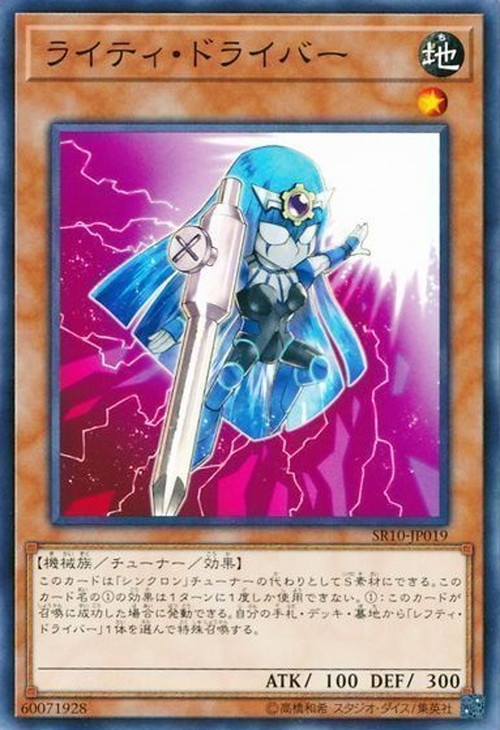 ライティ・ドライバー
地
SR10-JP019
【機械族/チューナー/効果】
このカードは「シンクロン」チューナーの代わりとしてS素材にできる。この
カード名の①の効果は1ターンに1度しか使用できない。①:このカードが
召喚に成功した場合に発動できる。自分の手札・デッキ・墓地から「レフティ・
ドライバー」1体を選んで特殊召喚する。
ATK/ 100 DEF/ 300
60071928
©高橋和希 スタジオ・ダイス/集英社